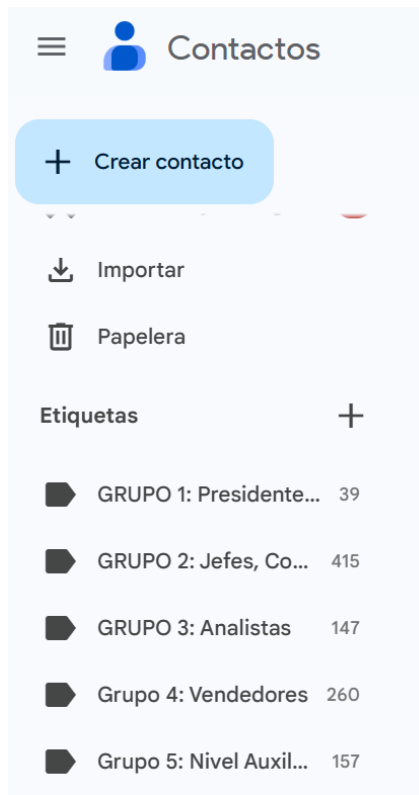 Contactos
Crear contacto
Importar
Papelera
Etiquetas
GRUPO 1: Presidente... 39
GRUPO 2: Jefes, Co... 415
GRUPO 3: Analistas 147
Grupo 4: Vendedores 260
Grupo 5: Nivel Auxil... 157